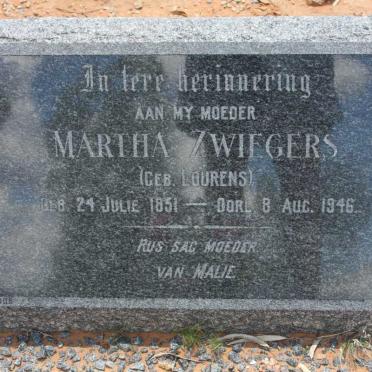 In tere herinnering
AAN MY MOEDER
MARTHA ZWIEGERS
(GEB. LOURENS)
GEB. 24 JULIE 1851 — OORL. 8 AUG. 1946
RUS SAG MOEDER
VAN MALIE.